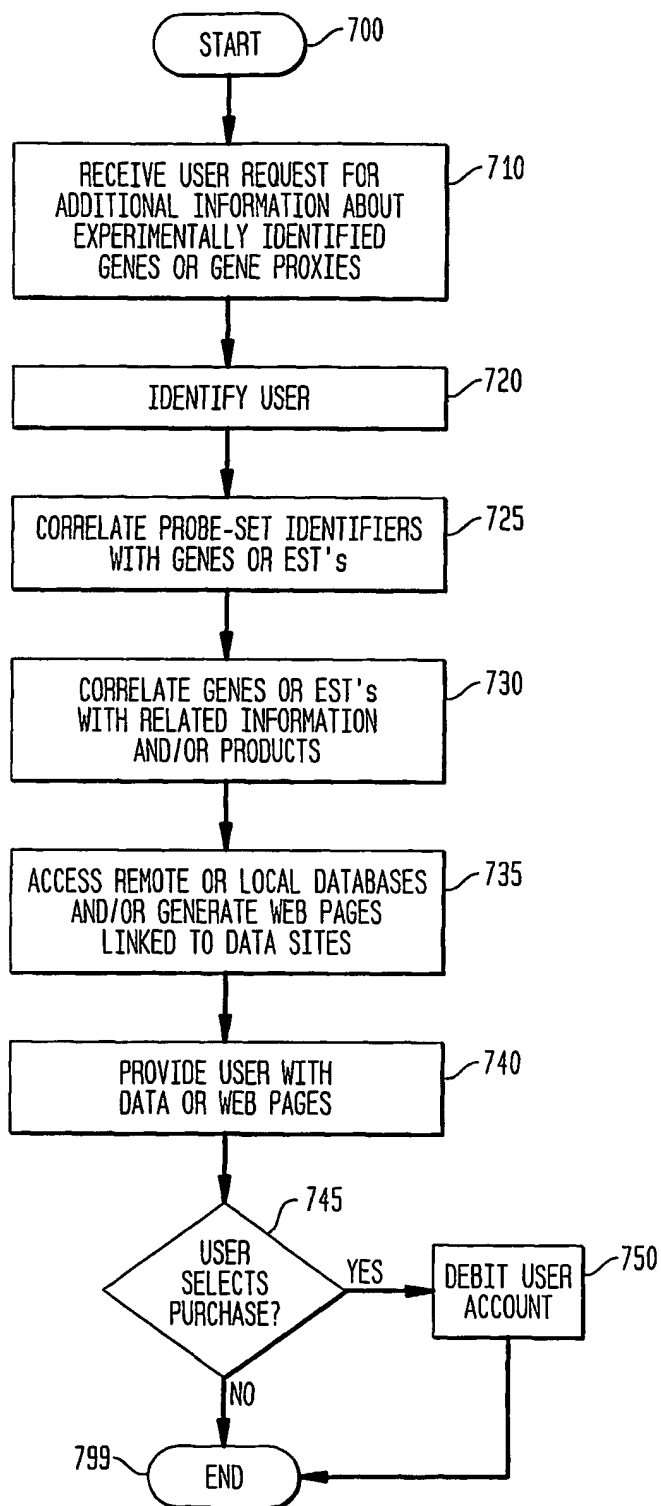 START
700
RECEIVE USER REQUEST FOR
ADDITIONAL INFORMATION ABOUT
EXPERIMENTALLY IDENTIFIED
GENES OR GENE PROXIES
710
IDENTIFY USER
720
CORRELATE PROBE-SET IDENTIFIERS
WITH GENES OR EST's
725
CORRELATE GENES OR EST's
WITH RELATED INFORMATION
AND/OR PRODUCTS
730
ACCESS REMOTE OR LOCAL DATABASES
AND/OR GENERATE WEB PAGES
LINKED TO DATA SITES
735
PROVIDE USER WITH
DATA OR WEB PAGES
740
745
USER
SELECTS
PURCHASE?
YES
DEBIT USER
ACCOUNT
750
NO
799
END